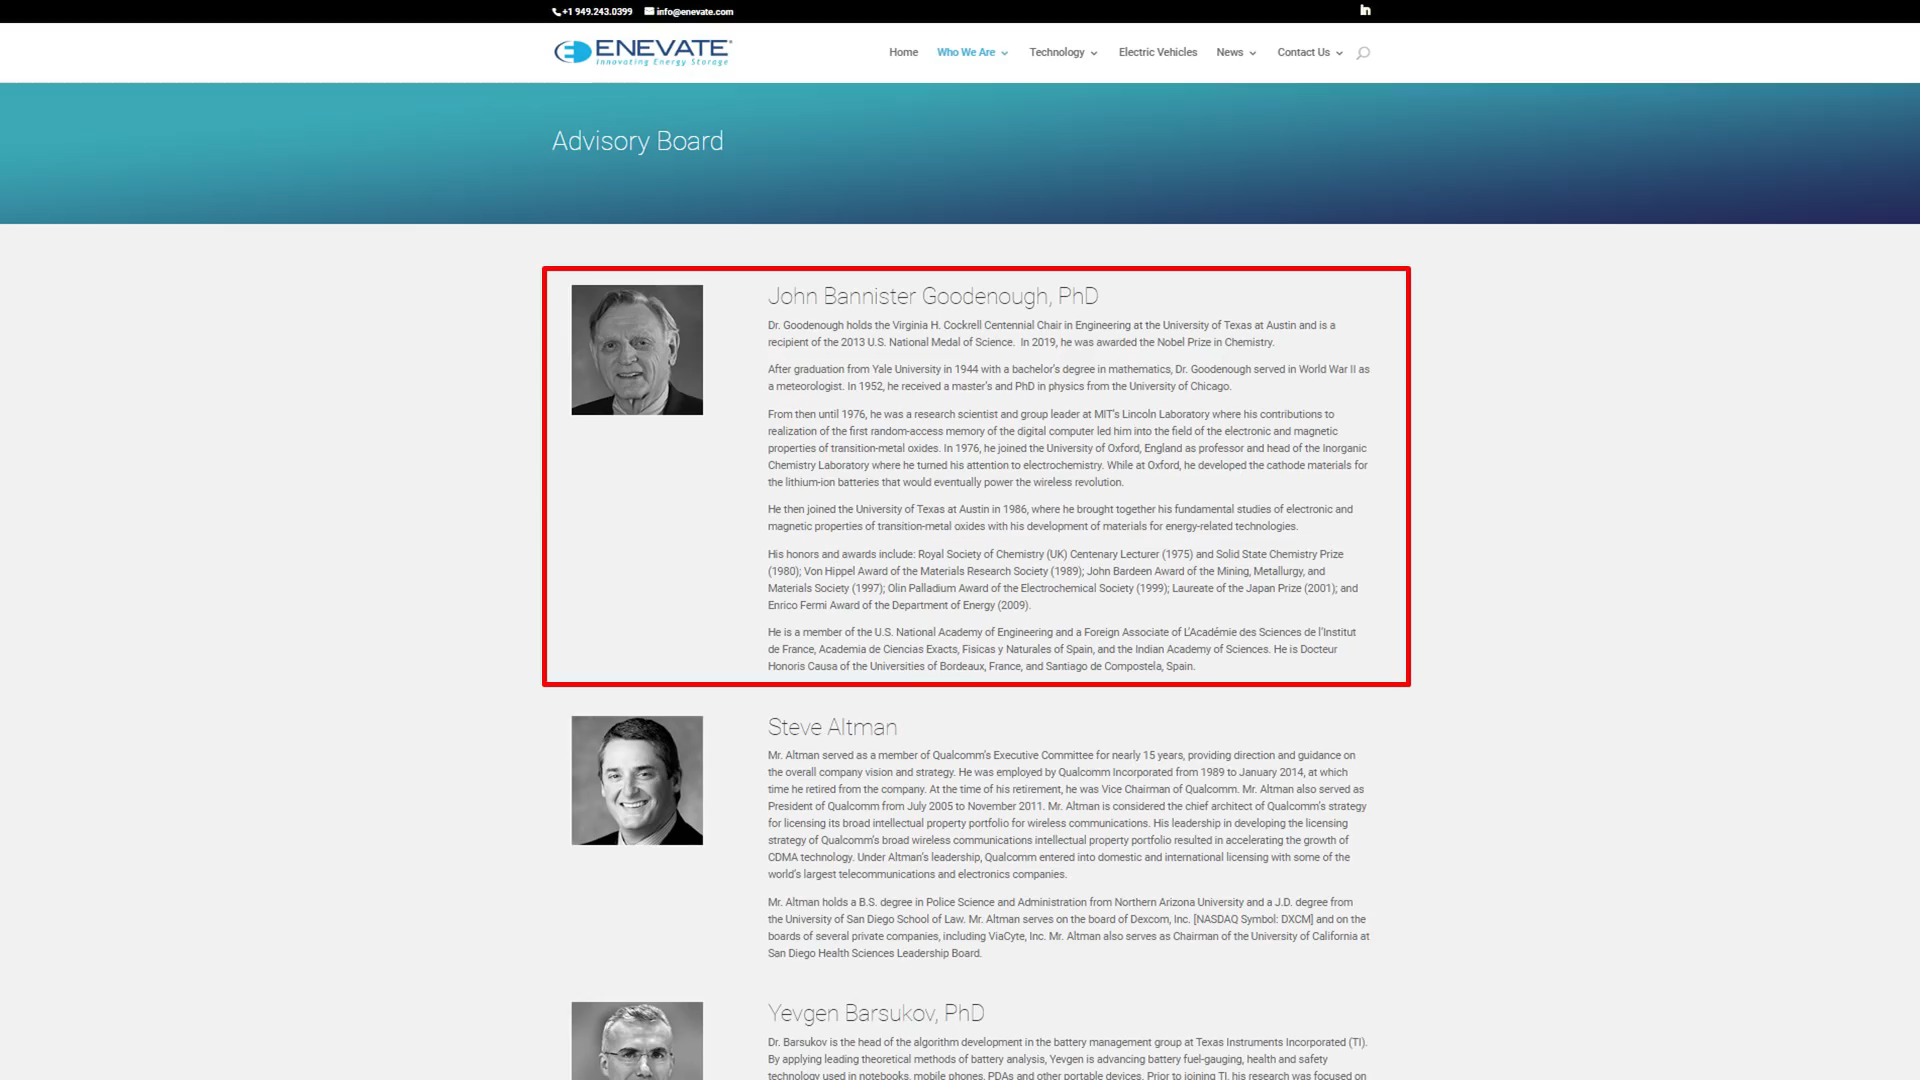 +1 949.243.0399 info@enevate.com
ENEVATE
Innovating Energy Storage
Home Who We Are Technology Electric Vehicles News Contact Us
Advisory Board
John Bannister Goodenough, PhD
Dr. Goodenough holds the Virginia H. Cockrell Centennial Chair in Engineering at the University of Texas at Austin and is a
recipient of the 2013 U.S. National Medal of Science.  In 2019, he was awarded the Nobel Prize in Chemistry.
After graduation from Yale University in 1944 with a bachelor's degree in mathematics, Dr. Goodenough served in World War II as
a meteorologist. In 1952, he received a master's and PhD in physics from the University of Chicago.
From then until 1976, he was a research scientist and group leader at MIT's Lincoln Laboratory where his contributions to
realization of the first random-access memory of the digital computer led him into the field of the electronic and magnetic
properties of transition-metal oxides. In 1976, he joined the University of Oxford, England as professor and head of the Inorganic
Chemistry Laboratory where he turned his attention to electrochemistry. While at Oxford, he developed the cathode materials for
the lithium-ion batteries that would eventually power the wireless revolution.
He then joined the University of Texas at Austin in 1986, where he brought together his fundamental studies of electronic and
magnetic properties of transition-metal oxides with his development of materials for energy-related technologies.
His honors and awards include: Royal Society of Chemistry (UK) Centenary Lecturer (1975) and Solid State Chemistry Prize
(1980); Von Hippel Award of the Materials Research Society (1989); John Bardeen Award of the Mining, Metallurgy, and
Materials Society (1997); Olin Palladium Award of the Electrochemical Society (1999); Laureate of the Japan Prize (2001); and
Enrico Fermi Award of the Department of Energy (2009).
He is a member of the U.S. National Academy of Engineering and a Foreign Associate of L'Académie des Sciences de l'Institut
de France, Academia de Ciencias Exacts, Fisicas y Naturales of Spain, and the Indian Academy of Sciences. He is Docteur
Honoris Causa of the Universities of Bordeaux, France, and Santiago de Compostela, Spain.
Steve Altman
Mr. Altman served as a member of Qualcomm's Executive Committee for nearly 15 years, providing direction and guidance on
the overall company vision and strategy. He was employed by Qualcomm Incorporated from 1989 to January 2014, at which
time he retired from the company. At the time of his retirement, he was Vice Chairman of Qualcomm. Mr. Altman also served as
President of Qualcomm from July 2005 to November 2011. Mr. Altman is considered the chief architect of Qualcomm's strategy
for licensing its broad intellectual property portfolio for wireless communications. His leadership in developing the licensing
strategy of Qualcomm's broad wireless communications intellectual property portfolio resulted in accelerating the growth of
CDMA technology. Under Altman's leadership, Qualcomm entered into domestic and international licensing with some of the
world's largest telecommunications and electronics companies.
Mr. Altman holds a B.S. degree in Police Science and Administration from Northern Arizona University and a J.D. degree from
the University of San Diego School of Law. Mr. Altman serves on the board of Dexcom, Inc. [NASDAQ Symbol: DXCM] and on the
boards of several private companies, including ViaCyte, Inc. Mr. Altman also serves as Chairman of the University of California at
San Diego Health Sciences Leadership Board.
Yevgen Barsukov, PhD
Dr. Barsukov is the head of the algorithm development in the battery management group at Texas Instruments Incorporated (TI).
By applying leading theoretical methods of battery analysis, Yevgen is advancing battery fuel-gauging, health and safety
technology used in notebooks, mobile phones, PDAs and other portable devices. Prior to joining TI, his research was focused on